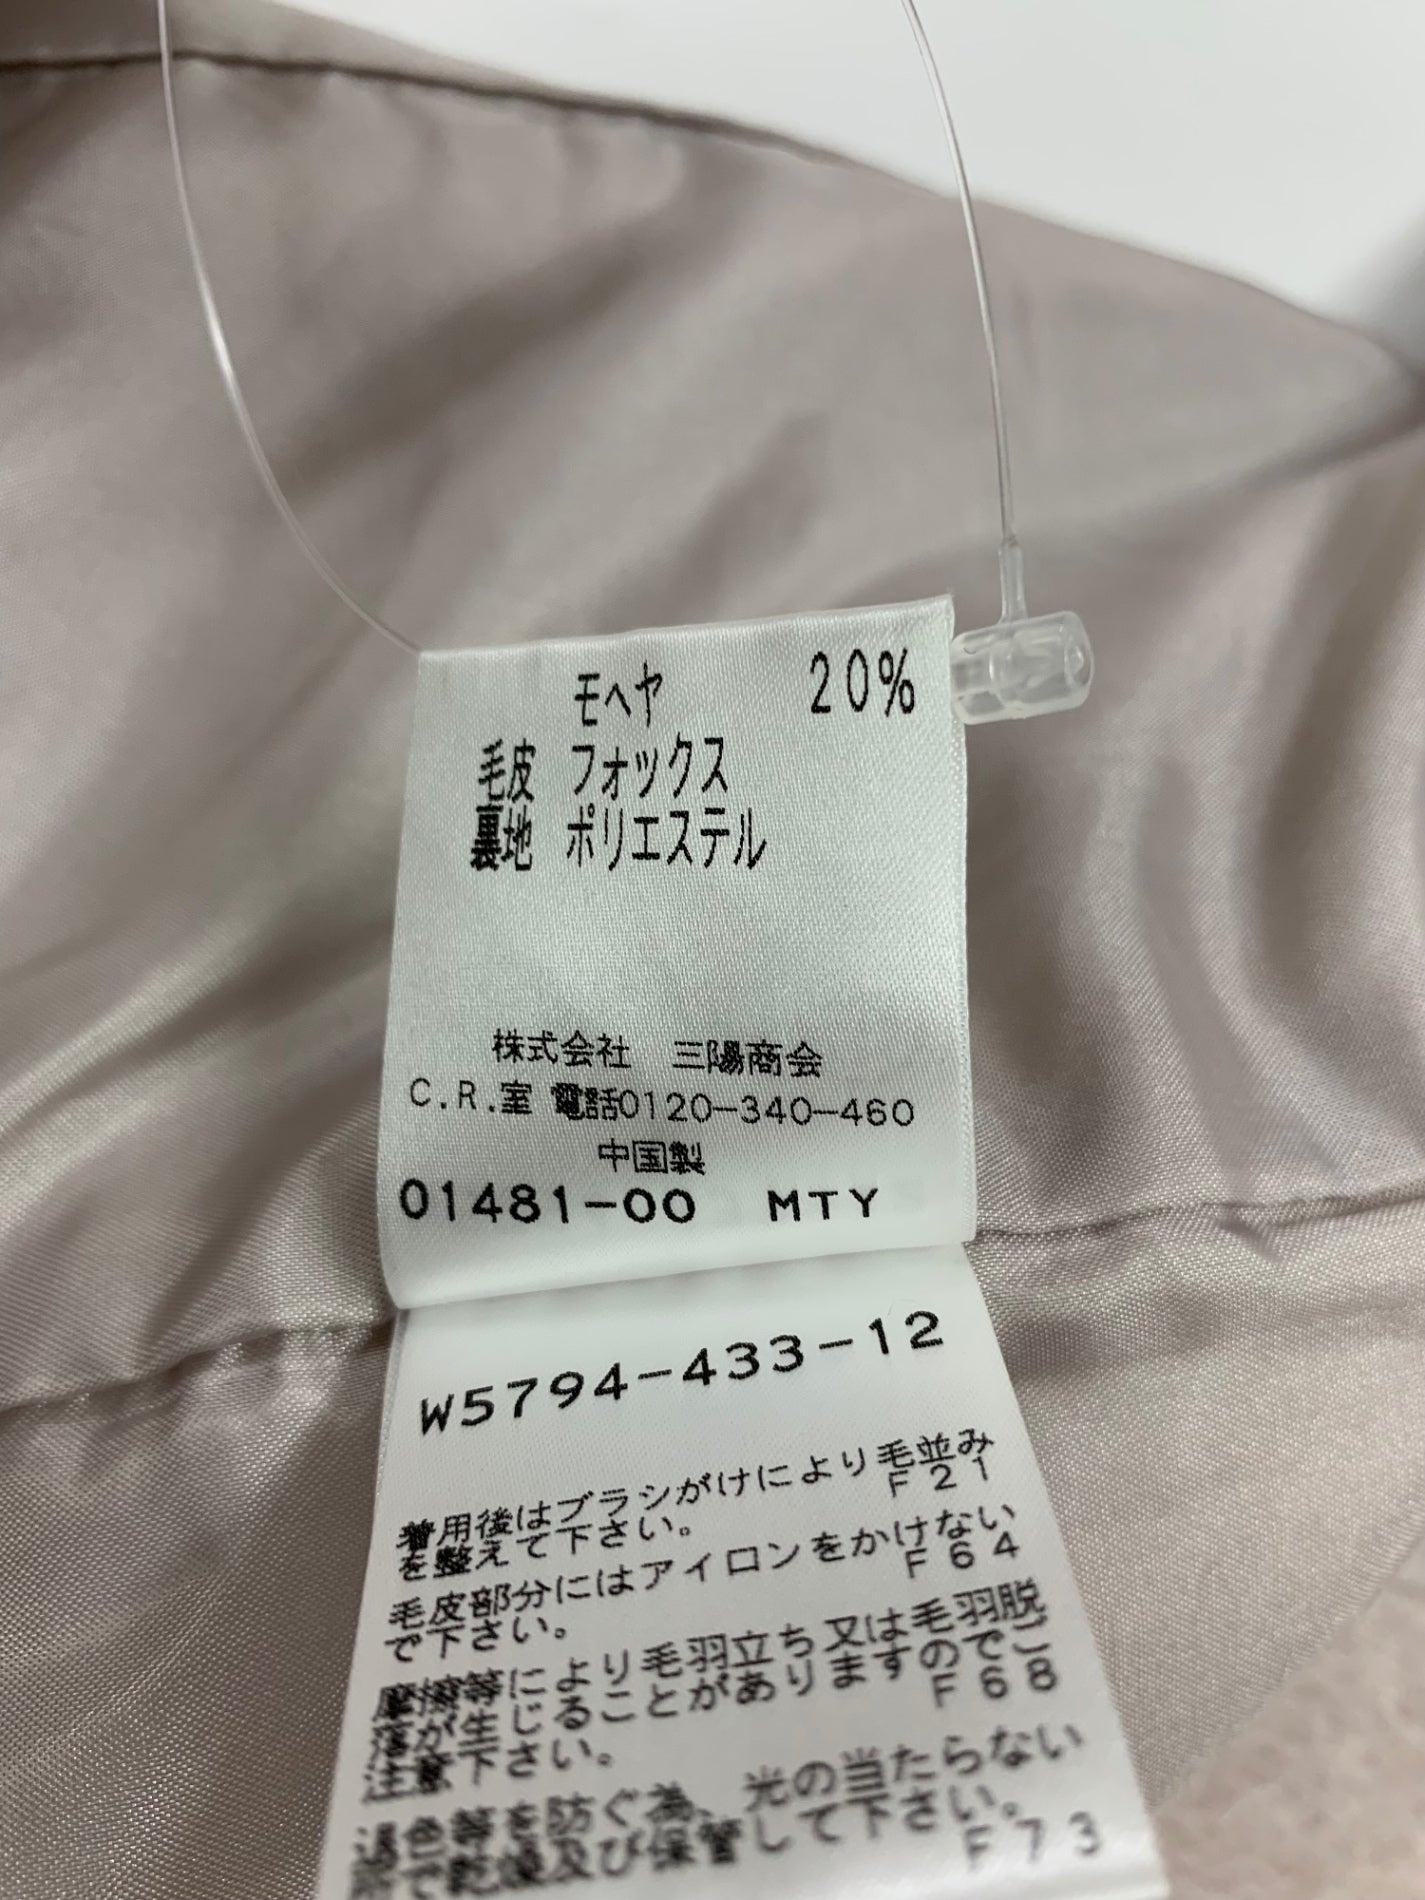 モヘヤ 20%
毛皮 フォックス
裏地 ポリエステル
株式会社 三陽商会
C.R.室 電話0120-340-460
中国製
01481-00 MTY
W5794-433-12
着用後はブラシがけにより毛並み
を整えて下さい。 F21
毛皮部分にはアイロンをかけない
で下さい。 F64
摩擦等により毛羽立ち又は毛羽脱
落が生じることがありますのでご
注意下さい。 F68
退色等を防ぐ為、光の当たらない
所で乾燥及び保管して下さい。
F73